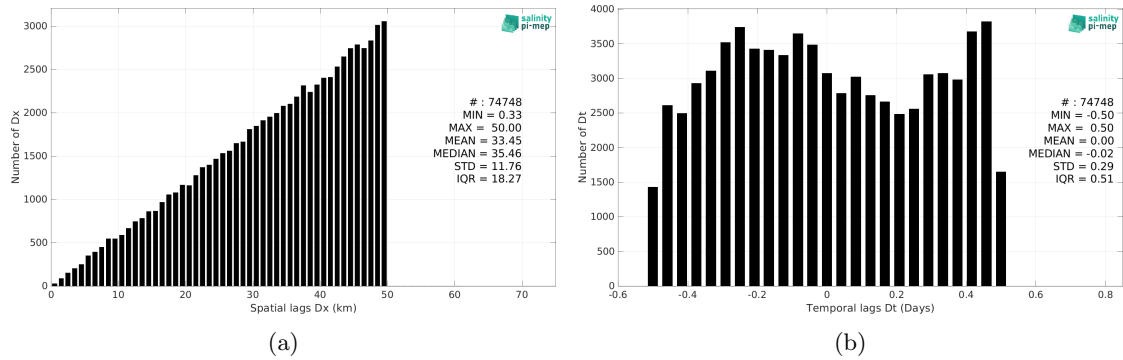 3000
2500
2000
1500
1000
500
0
Number of Dx
0 10 20 30 40 50 60 70
Spatial lags Dx (km)
salinity
pi-mep
# : 74748
MIN = 0.33
MAX = 50.00
MEAN = 33.45
MEDIAN = 35.46
STD = 11.76
IQR = 18.27
(a)
4000
3500
3000
2500
2000
1500
1000
500
0
Number of Dt
-0.6 -0.4 -0.2 0 0.2 0.4 0.6 0.8
Temporal lags Dt (Days)
salinity
pi-mep
# : 74748
MIN = -0.50
MAX = 0.50
MEAN = 0.00
MEDIAN = -0.02
STD = 0.29
IQR = 0.51
(b)